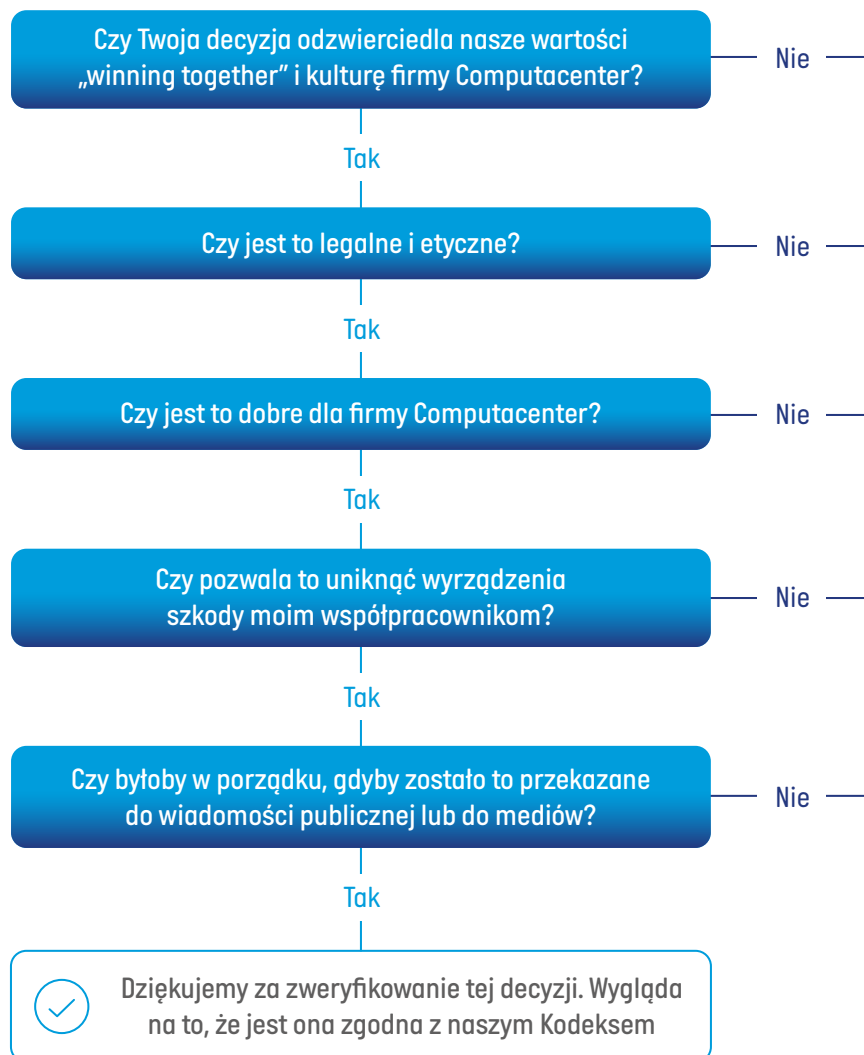 Czy Twoja decyzja odzwierciedla nasze wartości
„winning together” i kulturę firmy Computacenter?
Nie
Tak
Czy jest to legalne i etyczne?
Nie
Tak
Czy jest to dobre dla firmy Computacenter?
Nie
Tak
Czy pozwala to uniknąć wyrządzenia
szkody moim współpracownikom?
Nie
Tak
Czy byłoby w porządku, gdyby zostało to przekazane
do wiadomości publicznej lub do mediów?
Nie
Tak
Dziękujemy za zweryfikowanie tej decyzji. Wygląda
na to, że jest ona zgodna z naszym Kodeksem